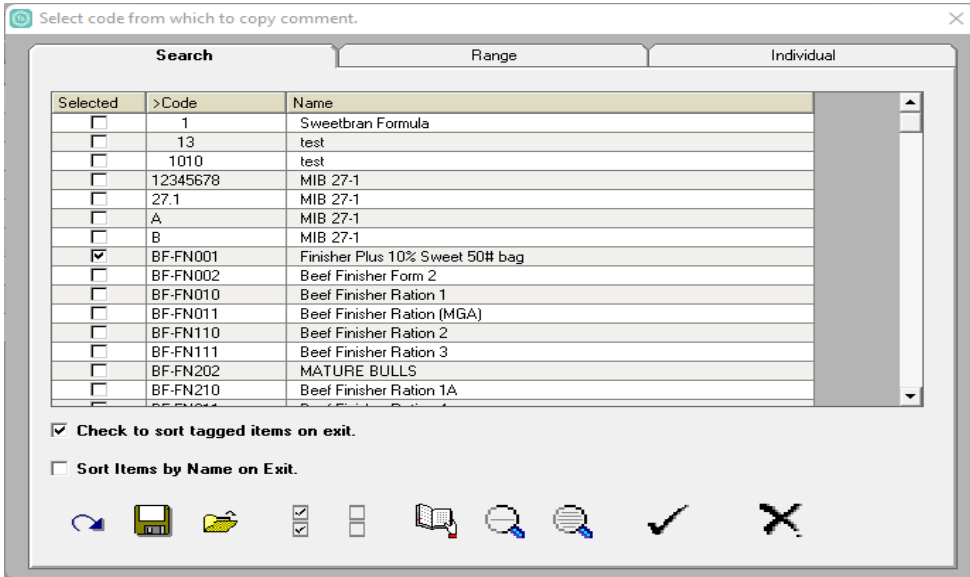 Select code from which to copy comment.
Search Range Individual
Selected >Code Name
1 Sweetbran Formula
13 test
1010 test
12345678 MIB 27-1
27.1 MIB 27-1
A MIB 27-1
B MIB 27-1
BF-FN001 Finisher Plus 10% Sweet 50# bag
BF-FN002 Beef Finisher Form 2
BF-FN010 Beef Finisher Ration 1
BF-FN011 Beef Finisher Ration (MGA)
BF-FN110 Beef Finisher Ration 2
BF-FN111 Beef Finisher Ration 3
BF-FN202 MATURE BULLS
BF-FN210 Beef Finisher Ration 1A
Check to sort tagged items on exit.
Sort Items by Name on Exit.